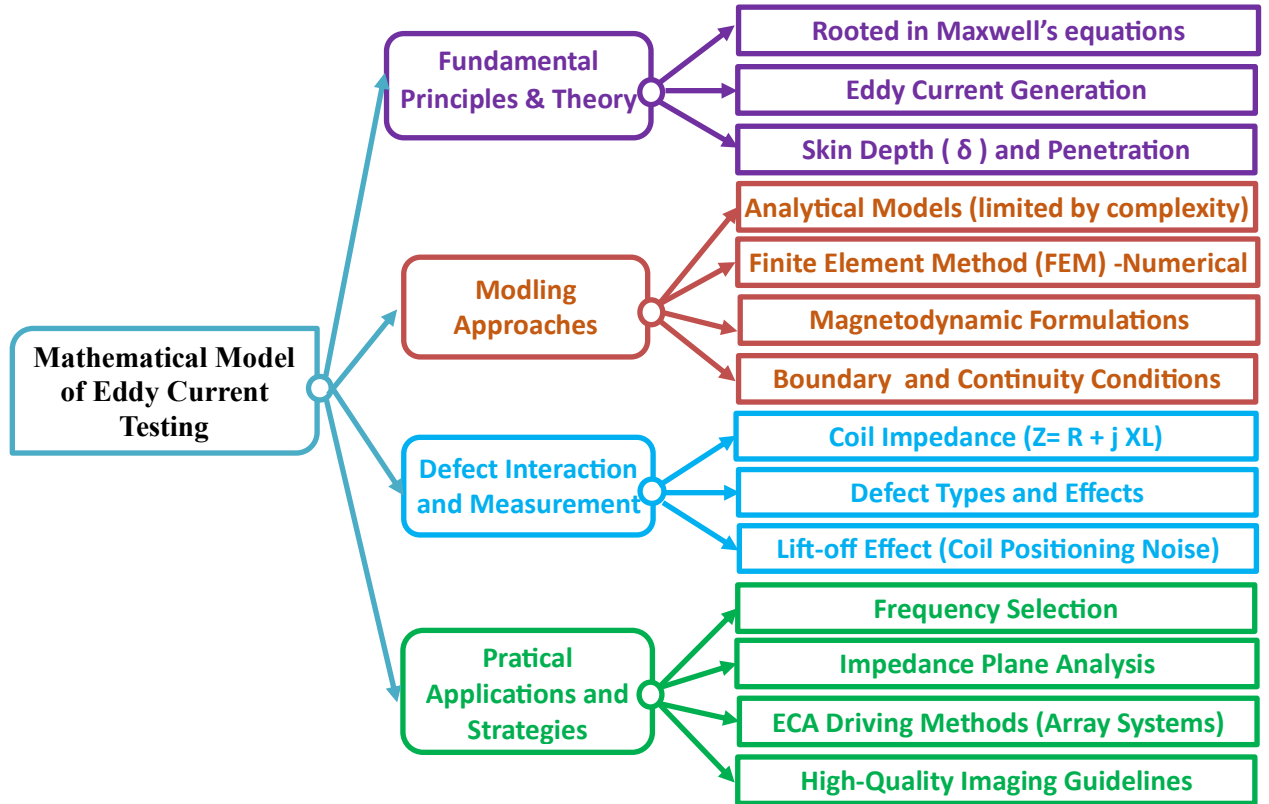 Mathematical Model
of Eddy Current
Testing
Fundamental
Principles & Theory
Rooted in Maxwell’s equations
Eddy Current Generation
Skin Depth ( δ ) and Penetration
Modling
Approaches
Analytical Models (limited by complexity)
Finite Element Method (FEM) -Numerical
Magnetodynamic Formulations
Boundary and Continuity Conditions
Defect Interaction
and Measurement
Coil Impedance (Z= R + j XL)
Defect Types and Effects
Lift-off Effect (Coil Positioning Noise)
Pratical
Applications and
Strategies
Frequency Selection
Impedance Plane Analysis
ECA Driving Methods (Array Systems)
High-Quality Imaging Guidelines